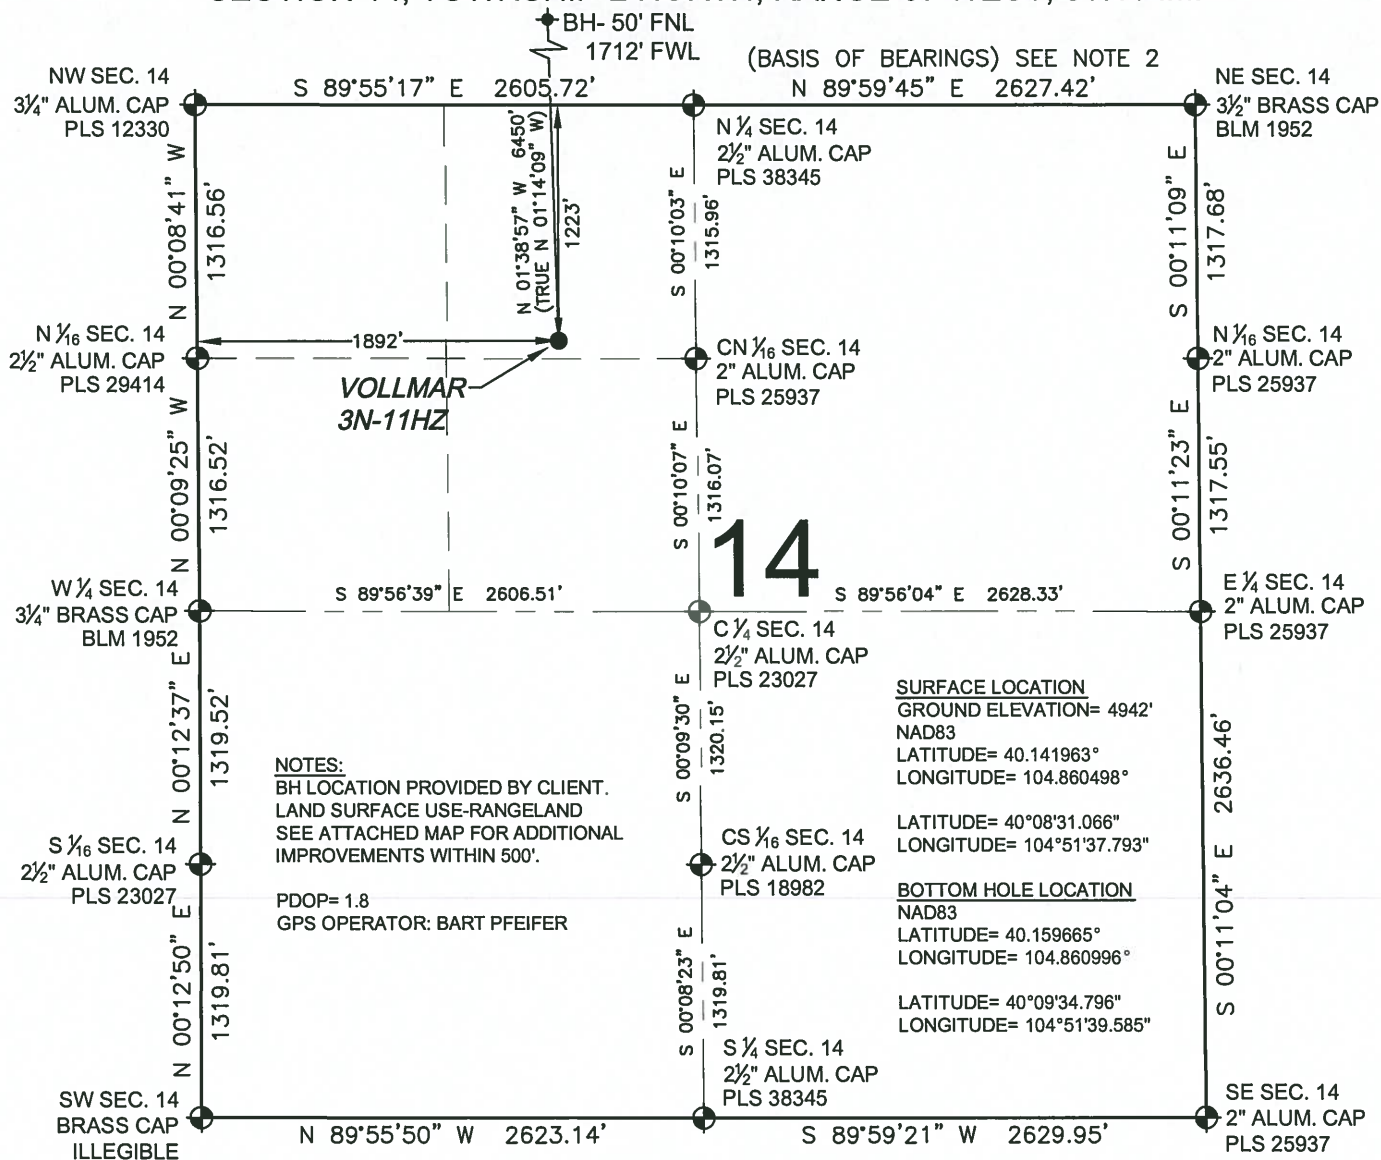 BH- 50' FNL
1712' FWL
(BASIS OF BEARINGS) SEE NOTE 2
NW SEC. 14
3¼" ALUM. CAP
PLS 12330
S 89°55'17" E 2605.72'
N 89°59'45" E 2627.42'
NE SEC. 14
3½" BRASS CAP
BLM 1952
N ¼ SEC. 14
2½" ALUM. CAP
PLS 38345
N 00°08'41" W
1316.56'
N 01°38'57" W 6450'
(TRUE N 01°14'09" W)
1223'
S 00°10'03" E
1315.96'
S 00°11'09" E
1317.68'
N 1/16 SEC. 14
2½" ALUM. CAP
PLS 29414
1892'
VOLLMAR
3N-11HZ
CN 1/16 SEC. 14
2" ALUM. CAP
PLS 25937
N 1/16 SEC. 14
2" ALUM. CAP
PLS 25937
N 00°09'25" W
1316.52'
S 00°10'07" E
1316.07'
S 00°11'23" E
1317.55'
14
W ¼ SEC. 14
3¼" BRASS CAP
BLM 1952
S 89°56'39" E 2606.51'
S 89°56'04" E 2628.33'
E ¼ SEC. 14
2" ALUM. CAP
PLS 25937
C ¼ SEC. 14
2½" ALUM. CAP
PLS 23027
N 00°12'37" E
1319.52'
S 00°09'30" E
1320.15'
NOTES:
BH LOCATION PROVIDED BY CLIENT.
LAND SURFACE USE-RANGELAND
SEE ATTACHED MAP FOR ADDITIONAL
IMPROVEMENTS WITHIN 500'.
PDOP= 1.8
GPS OPERATOR: BART PFEIFER
SURFACE LOCATION
GROUND ELEVATION= 4942'
NAD83
LATITUDE= 40.141963°
LONGITUDE= 104.860498°
LATITUDE= 40°08'31.066"
LONGITUDE= 104°51'37.793"
BOTTOM HOLE LOCATION
NAD83
LATITUDE= 40.159665°
LONGITUDE= 104.860996°
LATITUDE= 40°09'34.796"
LONGITUDE= 104°51'39.585"
S 00°11'04" E 2636.46'
S 1/16 SEC. 14
2½" ALUM. CAP
PLS 23027
CS 1/16 SEC. 14
2½" ALUM. CAP
PLS 18982
N 00°12'50" E
1319.81'
S 00°08'23" E
1319.81'
S ¼ SEC. 14
2½" ALUM. CAP
PLS 38345
SW SEC. 14
BRASS CAP
ILLEGIBLE
N 89°55'50" W 2623.14'
S 89°59'21" W 2629.95'
SE SEC. 14
2" ALUM. CAP
PLS 25937